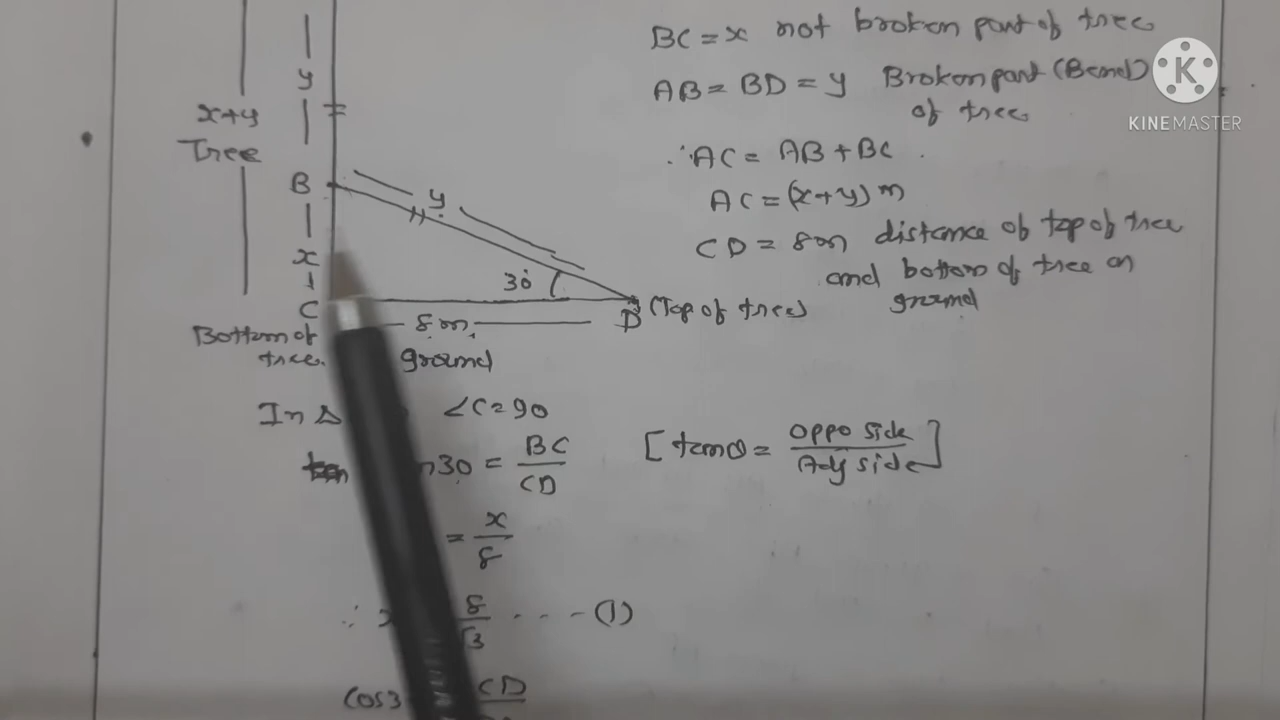 y
x+y
Tree
B
y
x
30°
C
8m
D (Top of tree)
Bottom of
tree.
ground
BC = x not broken part of tree
AB = BD = y Broken part (Bend)
of tree
∴ AC = AB + BC
AC = (x+y) m
CD = 8m distance of top of tree
and bottom of tree on
ground
In Δ ∠C = 90
30 = BC/CD
[tanθ = Oppo side/Adj side]
= x/8
∴ 8/√3 ---- (1)
cos3 CD
K
KINEMASTER